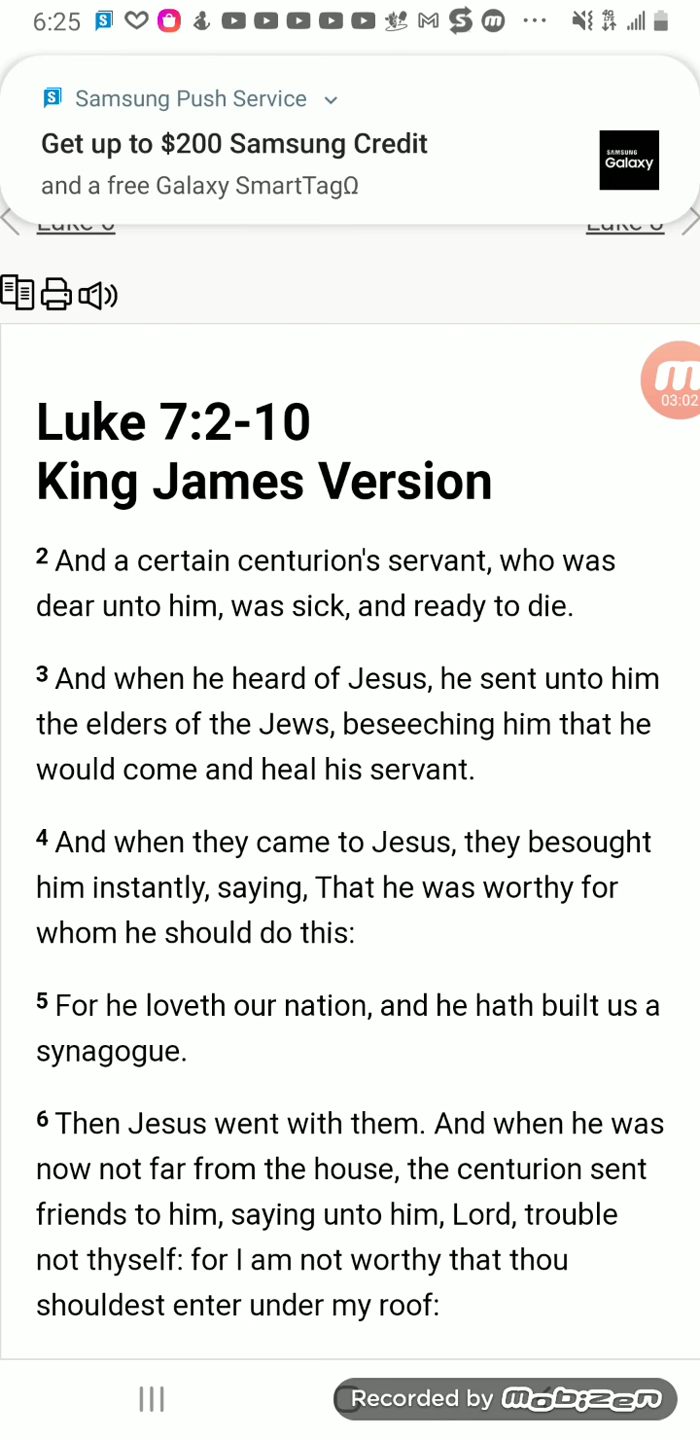 6:25
Samsung Push Service
Get up to $200 Samsung Credit
and a free Galaxy SmartTagΩ
SAMSUNG
Galaxy
03:02
Luke 7:2-10
King James Version
2 And a certain centurion's servant, who was
dear unto him, was sick, and ready to die.
3 And when he heard of Jesus, he sent unto him
the elders of the Jews, beseeching him that he
would come and heal his servant.
4 And when they came to Jesus, they besought
him instantly, saying, That he was worthy for
whom he should do this:
5 For he loveth our nation, and he hath built us a
synagogue.
6 Then Jesus went with them. And when he was
now not far from the house, the centurion sent
friends to him, saying unto him, Lord, trouble
not thyself: for I am not worthy that thou
shouldest enter under my roof:
Recorded by mobizen